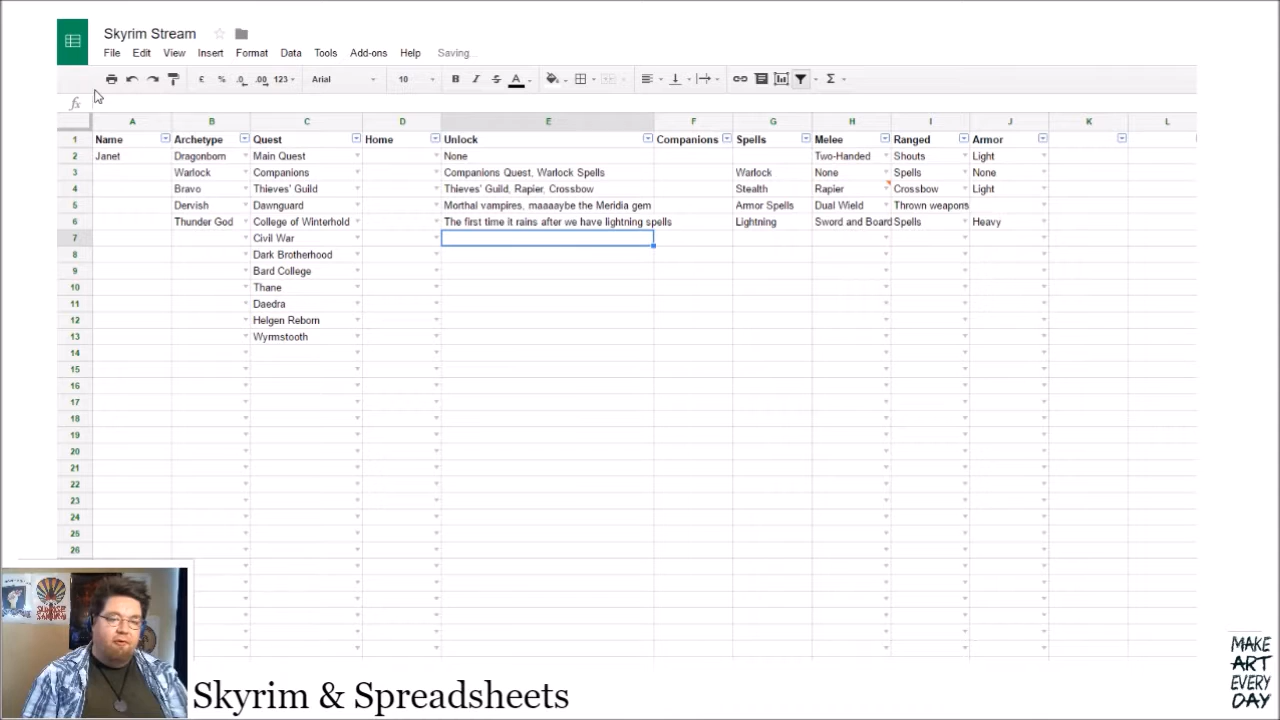 Skyrim Stream
File Edit View Insert Format Data Tools Add-ons Help Saving...
£ % .0 .00 123 Arial 10 B I S A Σ
fx
A B C D E F G H I J K L
1 Name Archetype Quest Home Unlock Companions Spells Melee Ranged Armor
2 Janet Dragonborn Main Quest None Two-Handed Shouts Light
3 Warlock Companions Companions Quest, Warlock Spells Warlock None Spells None
4 Bravo Thieves' Guild Thieves' Guild, Rapier, Crossbow Stealth Rapier Crossbow Light
5 Dervish Dawnguard Morthal vampires, maaaaybe the Meridia gem Armor Spells Dual Wield Thrown weapons
6 Thunder God College of Winterhold The first time it rains after we have lightning spells Lightning Sword and Board Spells Heavy
7 Civil War
8 Dark Brotherhood
9 Bard College
10 Thane
11 Daedra
12 Helgen Reborn
13 Wyrmstooth
14
15
16
17
18
19
20
21
22
23
24
25
26
Skyrim & Spreadsheets
MAKE
ART
EVERY
DAY